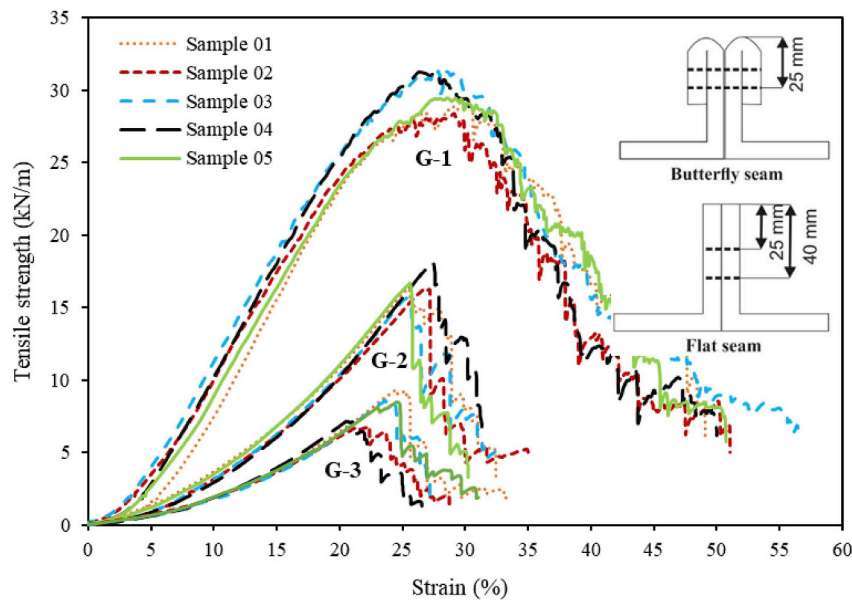 Tensile strength (kN/m)
35
30
25
20
15
10
5
0
Sample 01
Sample 02
Sample 03
Sample 04
Sample 05
G-1
G-2
G-3
25 mm
Butterfly seam
25 mm
40 mm
Flat seam
0 5 10 15 20 25 30 35 40 45 50 55 60
Strain (%)